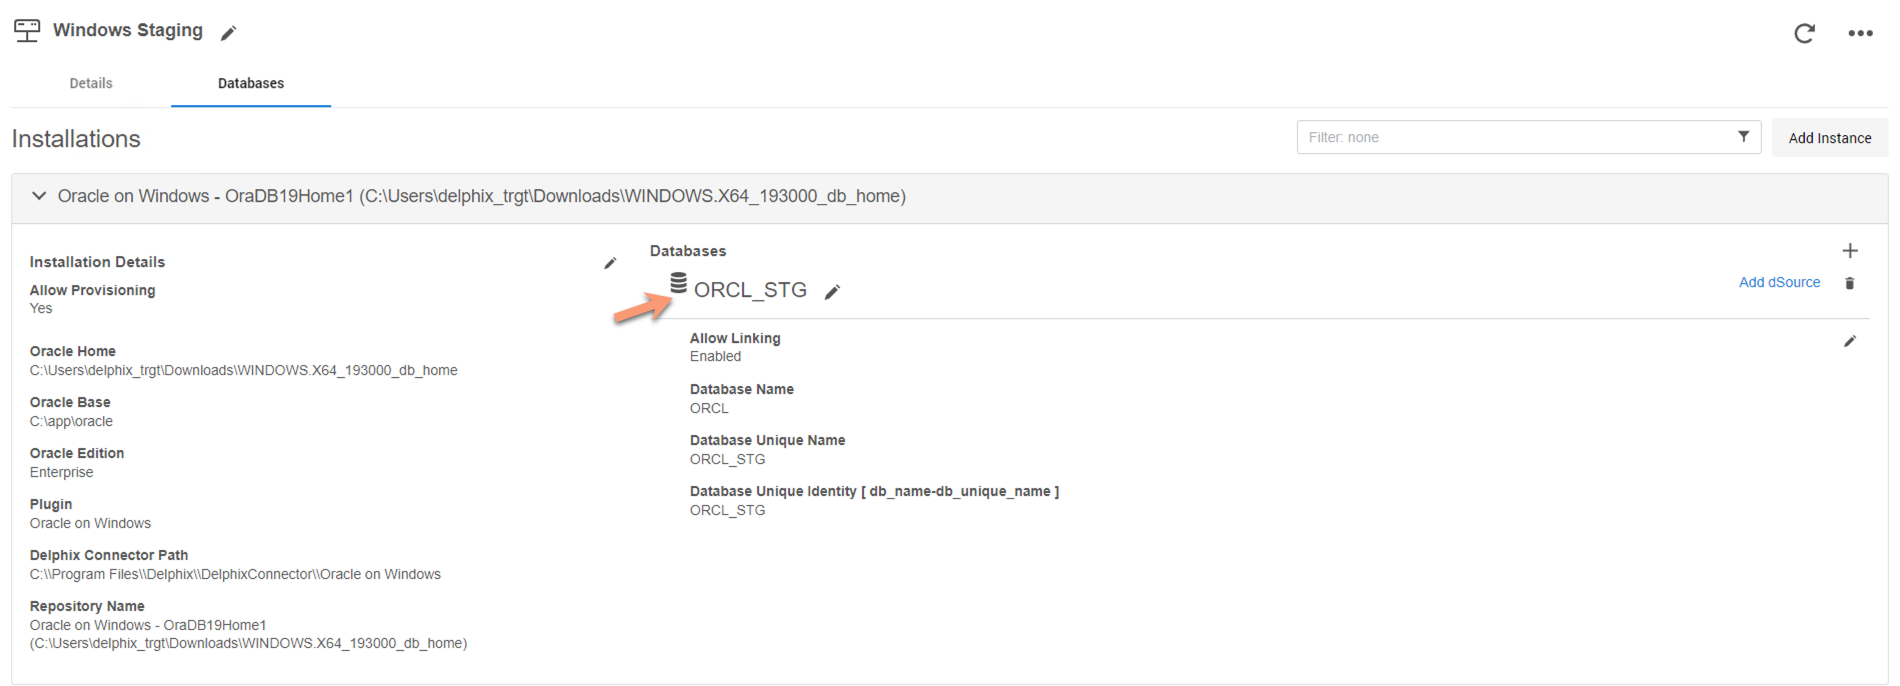 Windows Staging
Details
Databases
Installations
Filter: none
Add Instance
Oracle on Windows - OraDB19Home1 (C:\Users\delphix_trgt\Downloads\WINDOWS.X64_193000_db_home)
Installation Details
Allow Provisioning
Yes
Oracle Home
C:\Users\delphix_trgt\Downloads\WINDOWS.X64_193000_db_home
Oracle Base
C:\app\oracle
Oracle Edition
Enterprise
Plugin
Oracle on Windows
Delphix Connector Path
C:\\Program Files\\Delphix\\DelphixConnector\\Oracle on Windows
Repository Name
Oracle on Windows - OraDB19Home1
(C:\Users\delphix_trgt\Downloads\WINDOWS.X64_193000_db_home)
Databases
ORCL_STG
Add dSource
Allow Linking
Enabled
Database Name
ORCL
Database Unique Name
ORCL_STG
Database Unique Identity [ db_name-db_unique_name ]
ORCL_STG